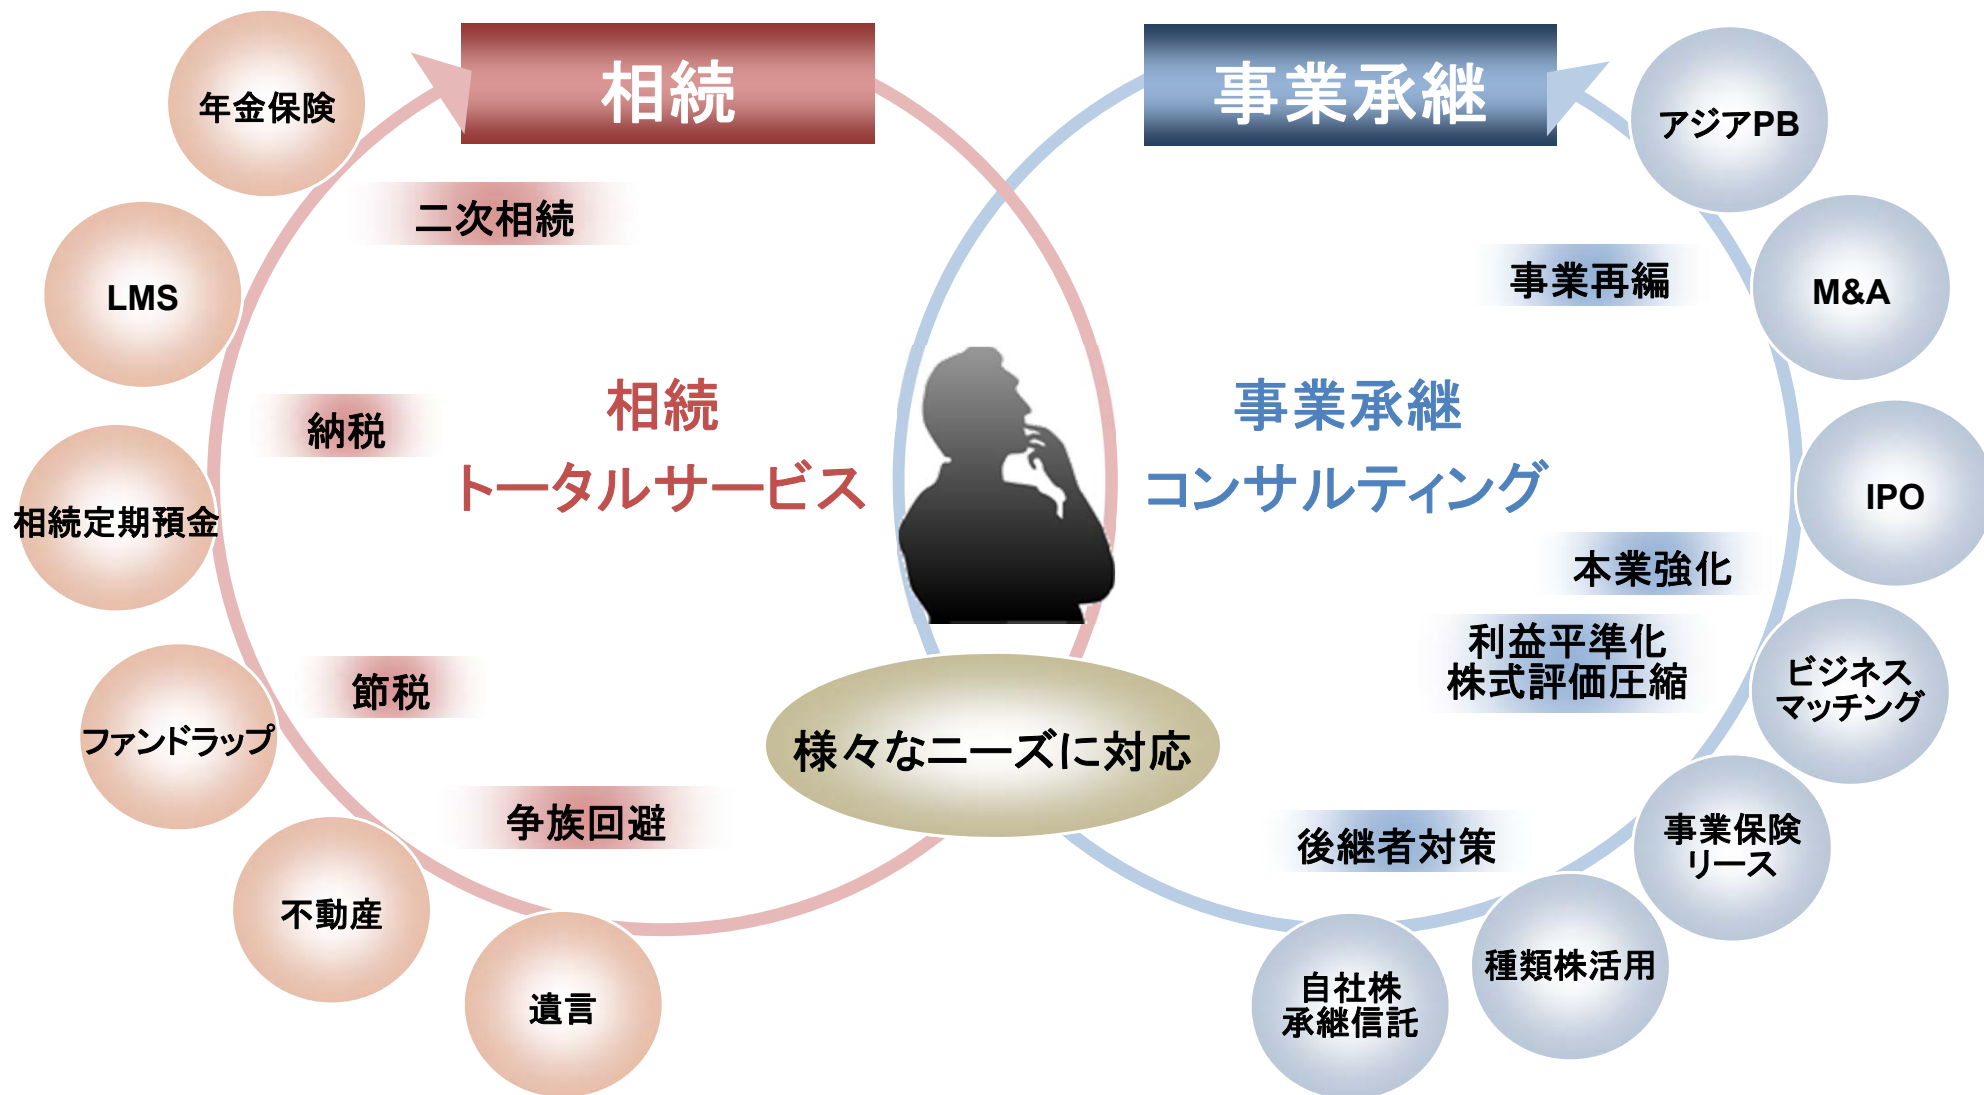 相続
事業承継
年金保険
LMS
相続定期預金
ファンドラップ
不動産
遺言
二次相続
納税
節税
争族回避
相続
トータルサービス
事業承継
コンサルティング
様々なニーズに対応
事業再編
本業強化
利益平準化
株式評価圧縮
後継者対策
アジアPB
M&A
IPO
ビジネス
マッチング
事業保険
リース
種類株活用
自社株
承継信託